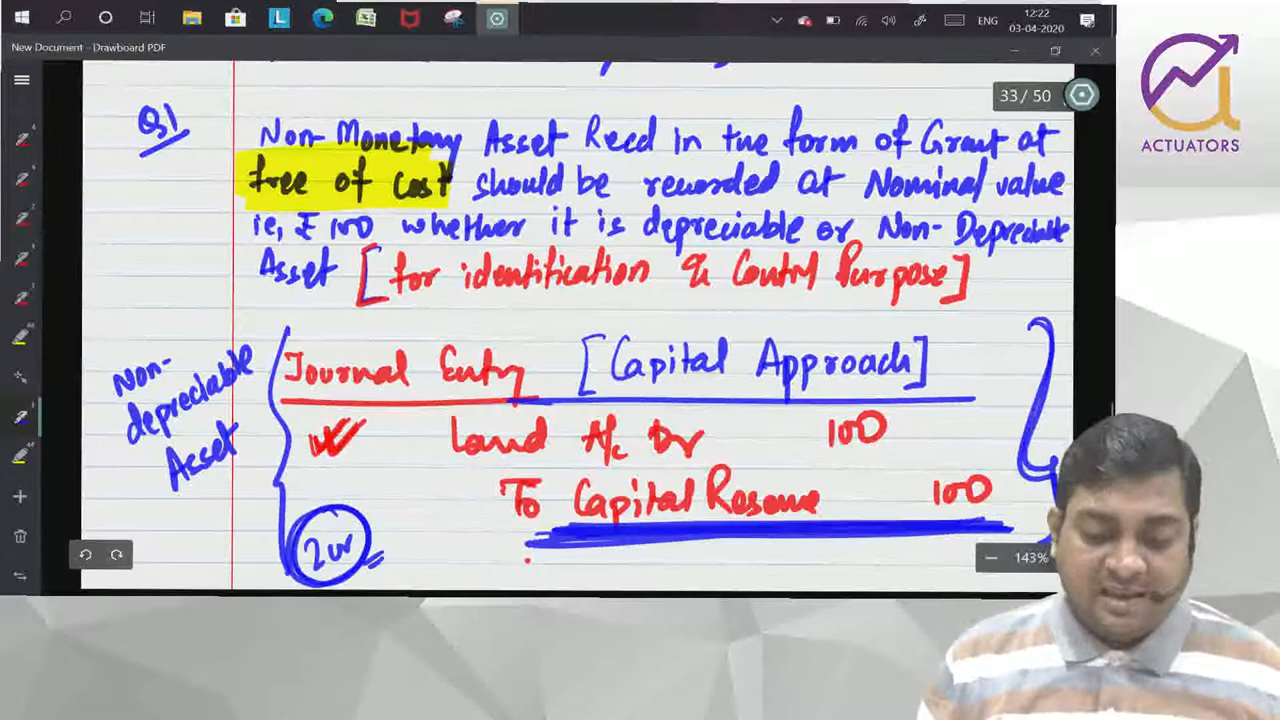 12:22
ENG
03-04-2020
New Document - Drawboard PDF
33 / 50
ACTUATORS
Q1
Non-Monetary Asset Recd in the form of Grant at
free of cost should be recorded at Nominal value
ie, ₹ 100 whether it is depreciable or Non-Depreciable
Asset [for identification & Control Purpose]
Non-
depreciable
Asset
Journal Entry [Capital Approach]
Land A/c Dr 100
To Capital Reserve 100
143%